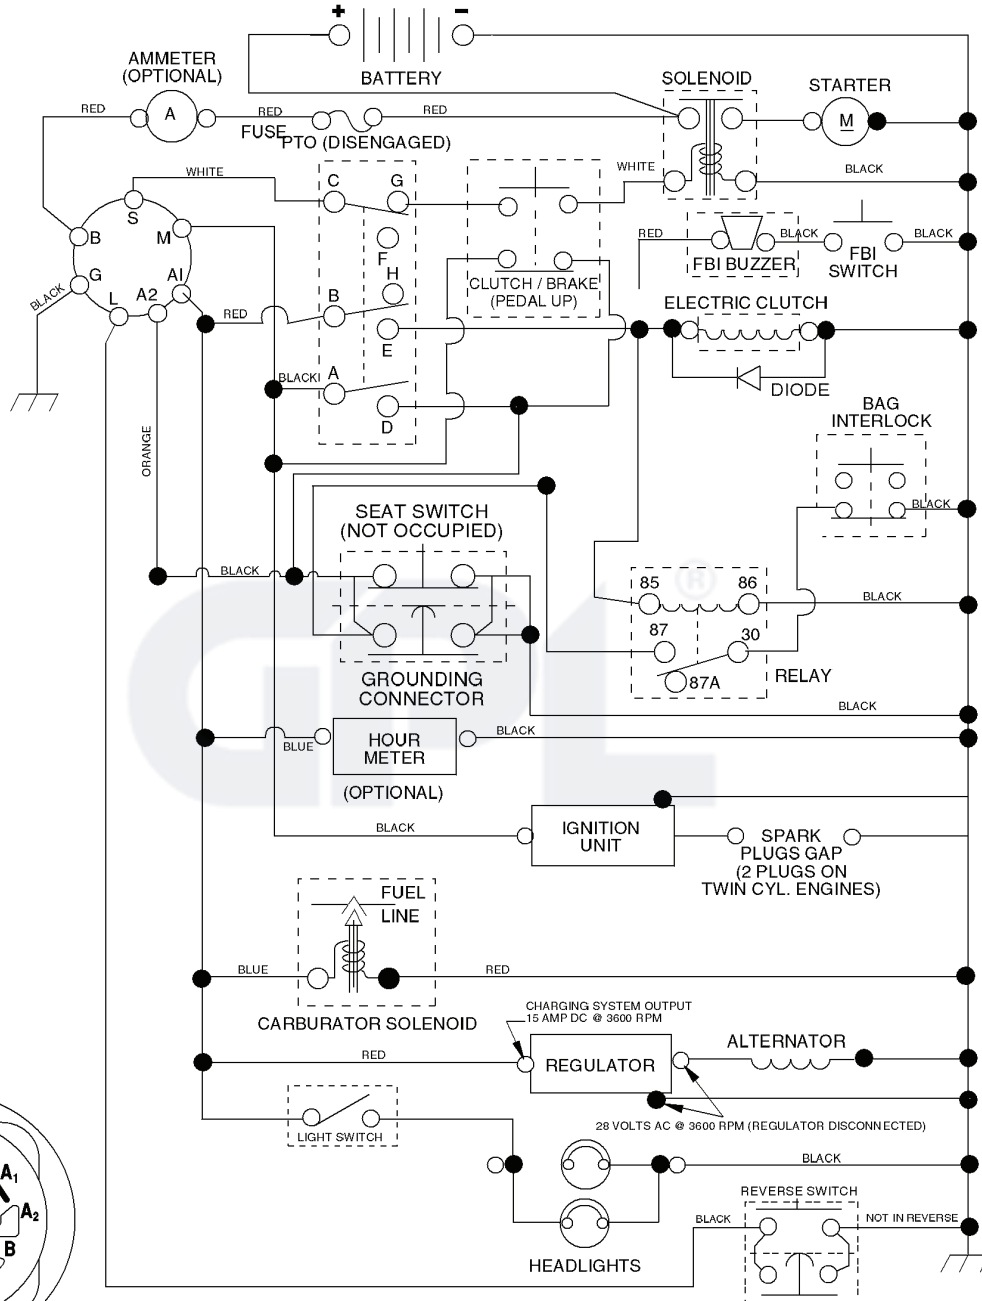 +
−
BATTERY
AMMETER
(OPTIONAL)
SOLENOID
STARTER
RED
A
RED
FUSE
RED
M
PTO (DISENGAGED)
WHITE
WHITE
BLACK
C
G
S
B
M
F
H
RED
BLACK
BLACK
FBI BUZZER
FBI
SWITCH
G
A1
CLUTCH / BRAKE
(PEDAL UP)
BLACK
L
A2
B
ELECTRIC CLUTCH
RED
E
BLACK
A
DIODE
D
BAG
INTERLOCK
ORANGE
BLACK
SEAT SWITCH
(NOT OCCUPIED)
®
BLACK
85
86
BLACK
87
30
87A
RELAY
GROUNDING
CONNECTOR
GPL
BLACK
BLUE
HOUR
METER
BLACK
(OPTIONAL)
BLACK
IGNITION
UNIT
SPARK
PLUGS GAP
(2 PLUGS ON
TWIN CYL. ENGINES)
FUEL
LINE
BLUE
RED
CHARGING SYSTEM OUTPUT
15 AMP DC @ 3600 RPM
CARBURATOR SOLENOID
RED
REGULATOR
ALTERNATOR
28 VOLTS AC @ 3600 RPM (REGULATOR DISCONNECTED)
LIGHT SWITCH
BLACK
A1
A2
B
REVERSE SWITCH
BLACK
NOT IN REVERSE
HEADLIGHTS